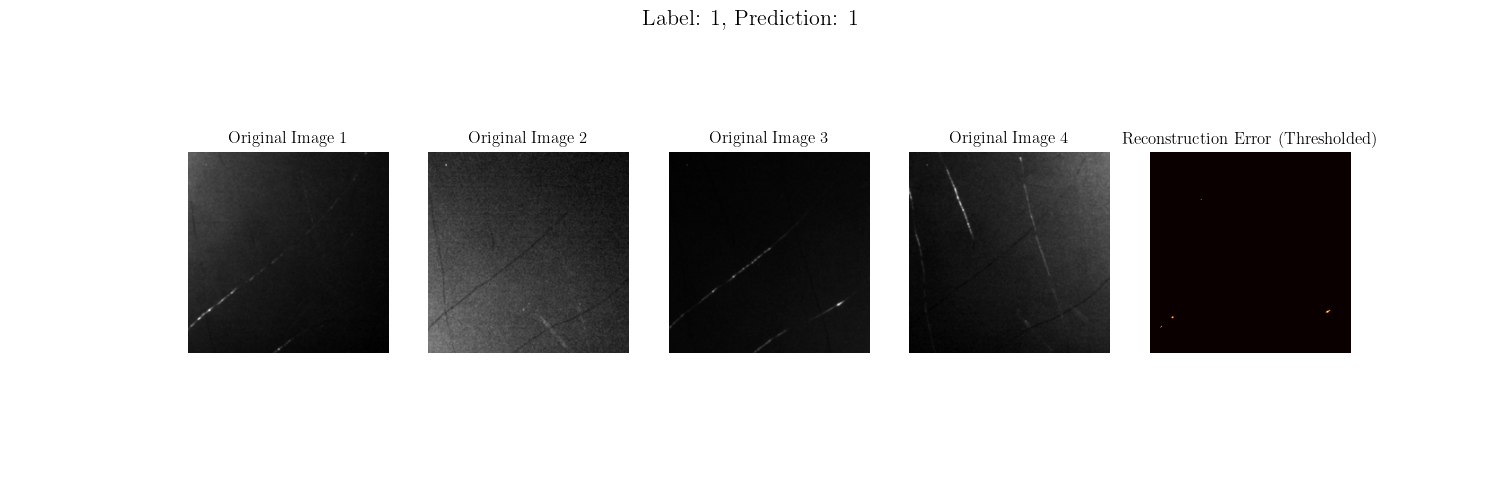 Label: 1, Prediction: 1
Original Image 1
Original Image 2
Original Image 3
Original Image 4
Reconstruction Error (Thresholded)